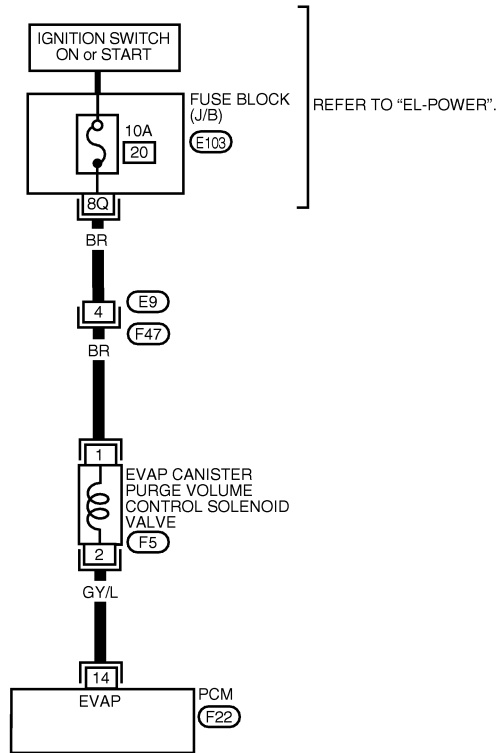 IGNITION SWITCH
ON or START
FUSE BLOCK
(J/B)
REFER TO “EL-POWER”.
10A
20
E103
8Q
BR
4
E9
F47
BR
1
EVAP CANISTER
PURGE VOLUME
CONTROL SOLENOID
VALVE
F5
2
GY/L
14
EVAP
PCM
F22